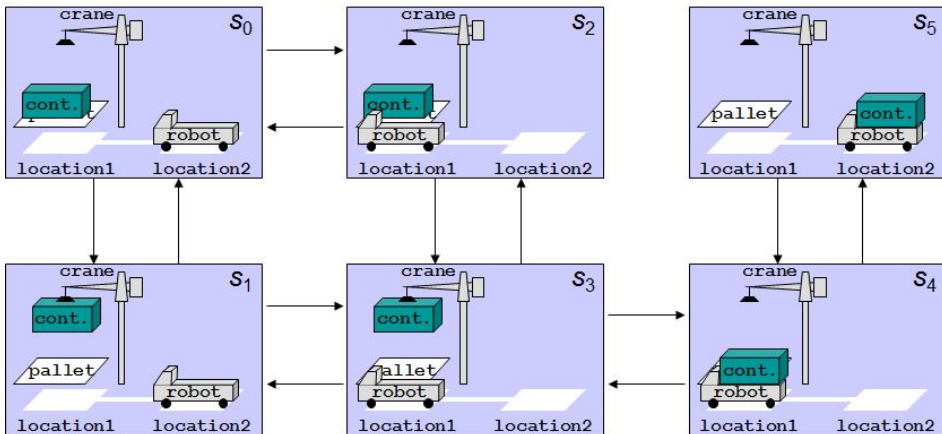 crane
S0
cont.
robot
location1 location2
crane
S2
cont.
robot
location1 location2
crane
S5
pallet
cont.
robot
location1 location2
crane
S1
cont.
pallet
robot
location1 location2
crane
S3
cont.
pallet
robot
location1 location2
crane
S4
cont.
robot
location1 location2